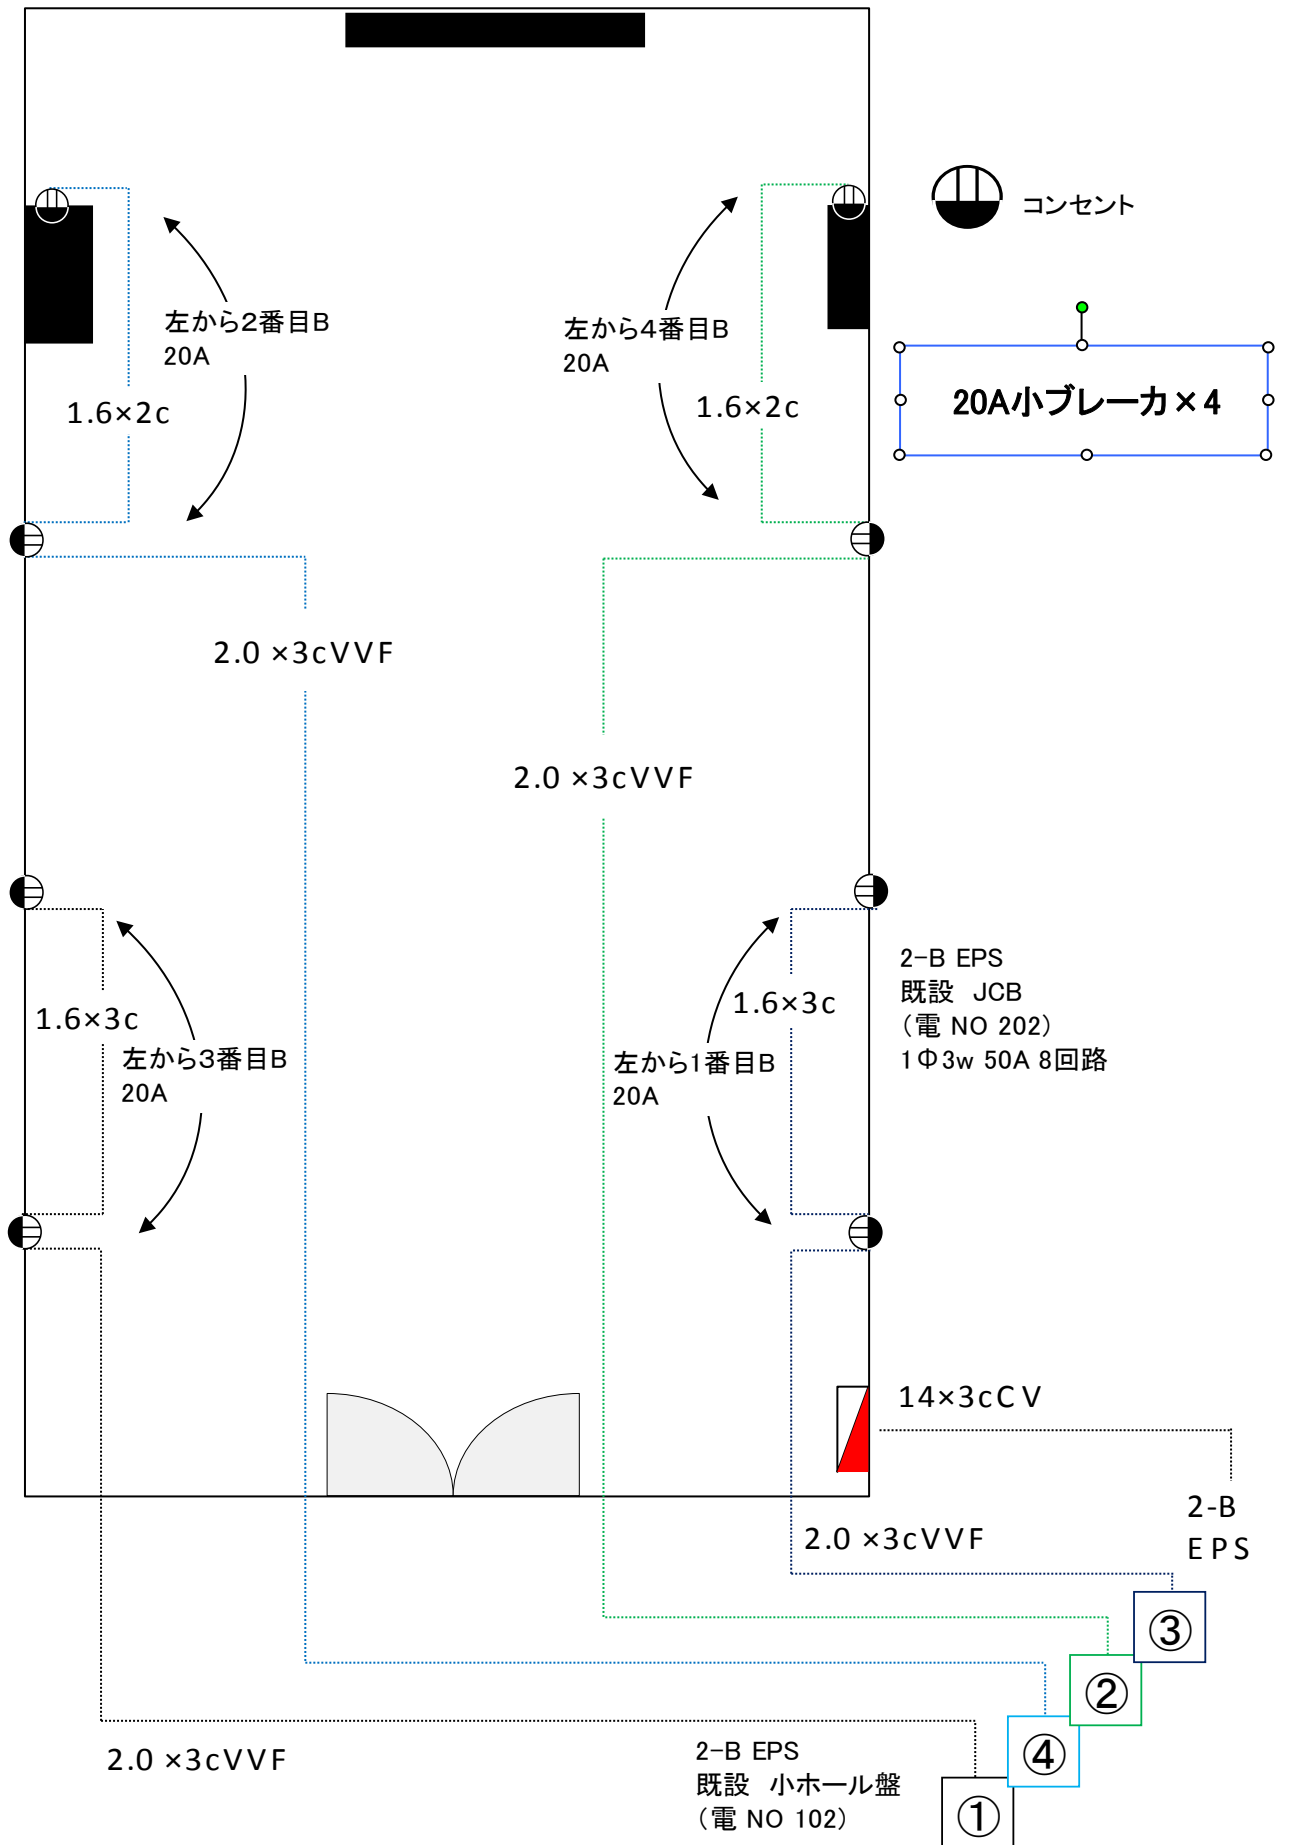 コンセント
左から2番目B
20A
左から4番目B
20A
20A小ブレーカ×4
1.6×2c
1.6×2c
2.0 ×3cVVF
2.0 ×3cVVF
2-B EPS
既設 JCB
(電 NO 202)
1Φ3w 50A 8回路
1.6×3c
左から3番目B
20A
1.6×3c
左から1番目B
20A
14×3cCV
2-B
EPS
2.0 ×3cVVF
③
②
④
①
2.0 ×3cVVF
2-B EPS
既設 小ホール盤
(電 NO 102)